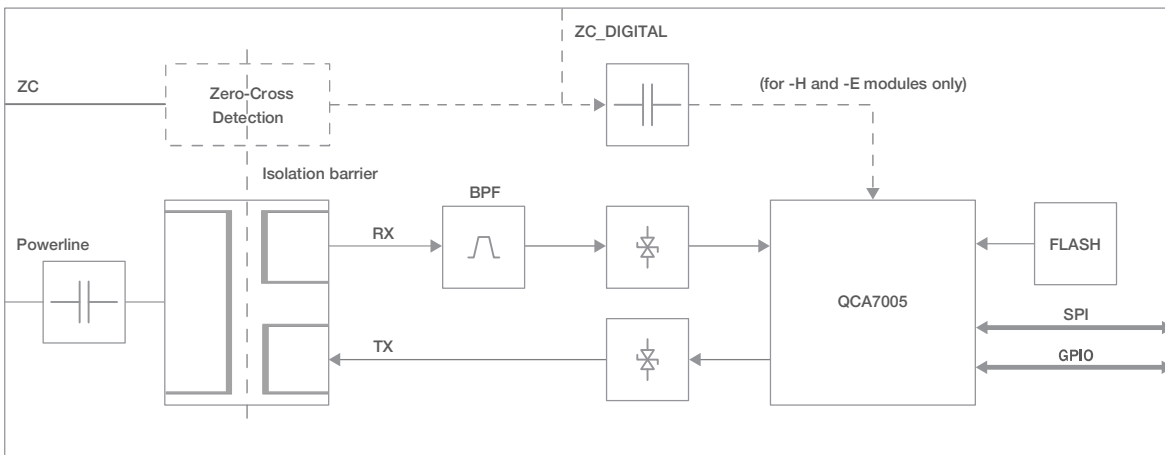 ZC_DIGITAL
ZC
Zero-Cross
Detection
(for -H and -E modules only)
Isolation barrier
BPF
Powerline
RX
FLASH
QCA7005
SPI
TX
GPIO